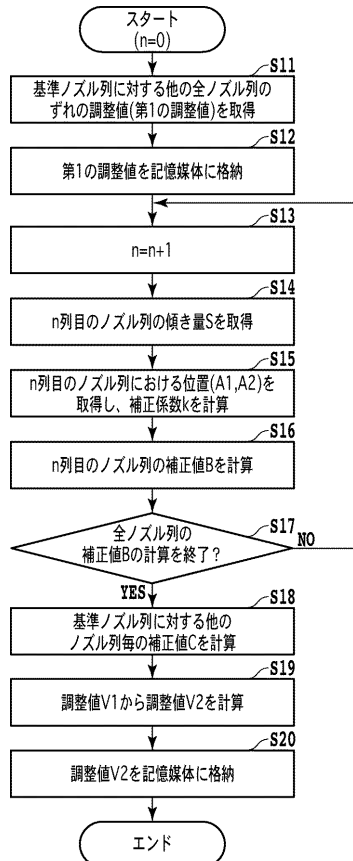 スタート
(n=0)
S11
基準ノズル列に対する他の全ノズル列の
ずれの調整値(第1の調整値)を取得
S12
第1の調整値を記憶媒体に格納
S13
n=n+1
S14
n列目のノズル列の傾き量Sを取得
S15
n列目のノズル列における位置(A1,A2)を
取得し、補正係数kを計算
S16
n列目のノズル列の補正値Bを計算
S17
全ノズル列の
補正値Bの計算を終了？
NO
YES
S18
基準ノズル列に対する他の
ノズル列毎の補正値Cを計算
S19
調整値V1から調整値V2を計算
S20
調整値V2を記憶媒体に格納
エンド